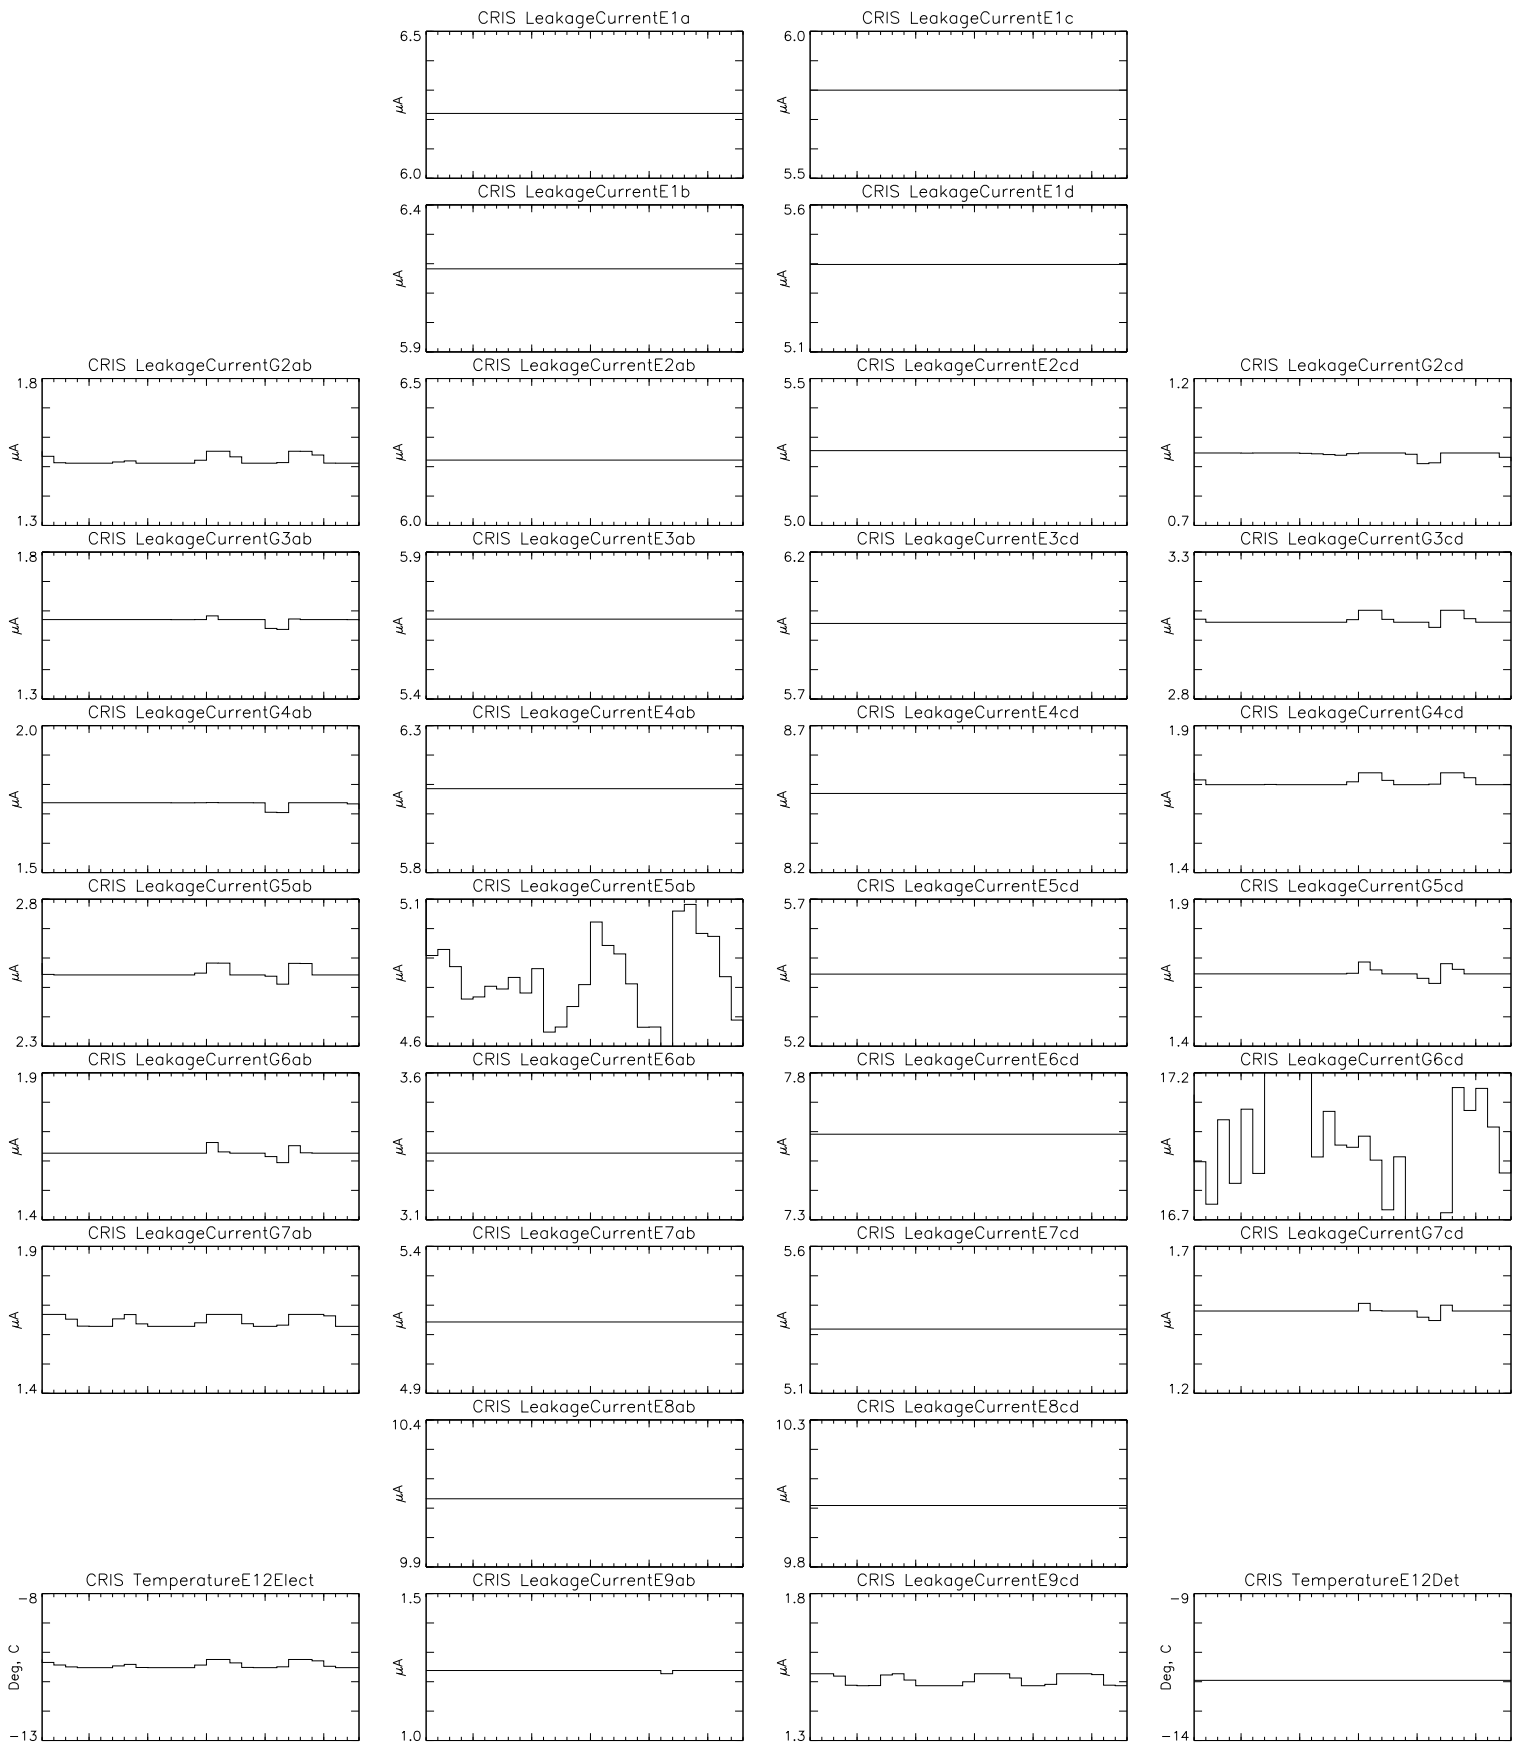 CRIS LeakageCurrentE1a
CRIS LeakageCurrentE1c
6.5
6.0
μA
μA
6.0
5.5
CRIS LeakageCurrentE1b
CRIS LeakageCurrentE1d
6.4
5.6
μA
μA
5.9
5.1
CRIS LeakageCurrentG2ab
CRIS LeakageCurrentE2ab
CRIS LeakageCurrentE2cd
CRIS LeakageCurrentG2cd
1.8
6.5
5.5
1.2
μA
μA
μA
μA
1.3
6.0
5.0
0.7
CRIS LeakageCurrentG3ab
CRIS LeakageCurrentE3ab
CRIS LeakageCurrentE3cd
CRIS LeakageCurrentG3cd
1.8
5.9
6.2
3.3
μA
μA
μA
μA
1.3
5.4
5.7
2.8
CRIS LeakageCurrentG4ab
CRIS LeakageCurrentE4ab
CRIS LeakageCurrentE4cd
CRIS LeakageCurrentG4cd
2.0
6.3
8.7
1.9
μA
μA
μA
μA
1.5
5.8
8.2
1.4
CRIS LeakageCurrentG5ab
CRIS LeakageCurrentE5ab
CRIS LeakageCurrentE5cd
CRIS LeakageCurrentG5cd
2.8
5.1
5.7
1.9
μA
μA
μA
μA
2.3
4.6
5.2
1.4
CRIS LeakageCurrentG6ab
CRIS LeakageCurrentE6ab
CRIS LeakageCurrentE6cd
CRIS LeakageCurrentG6cd
1.9
3.6
7.8
17.2
μA
μA
μA
μA
1.4
3.1
7.3
16.7
CRIS LeakageCurrentG7ab
CRIS LeakageCurrentE7ab
CRIS LeakageCurrentE7cd
CRIS LeakageCurrentG7cd
1.9
5.4
5.6
1.7
μA
μA
μA
μA
1.4
4.9
5.1
1.2
CRIS LeakageCurrentE8ab
CRIS LeakageCurrentE8cd
10.4
10.3
μA
μA
9.9
9.8
CRIS TemperatureE12Elect
CRIS LeakageCurrentE9ab
CRIS LeakageCurrentE9cd
CRIS TemperatureE12Det
-8
1.5
1.8
-9
Deg, C
μA
μA
Deg, C
-13
1.0
1.3
-14